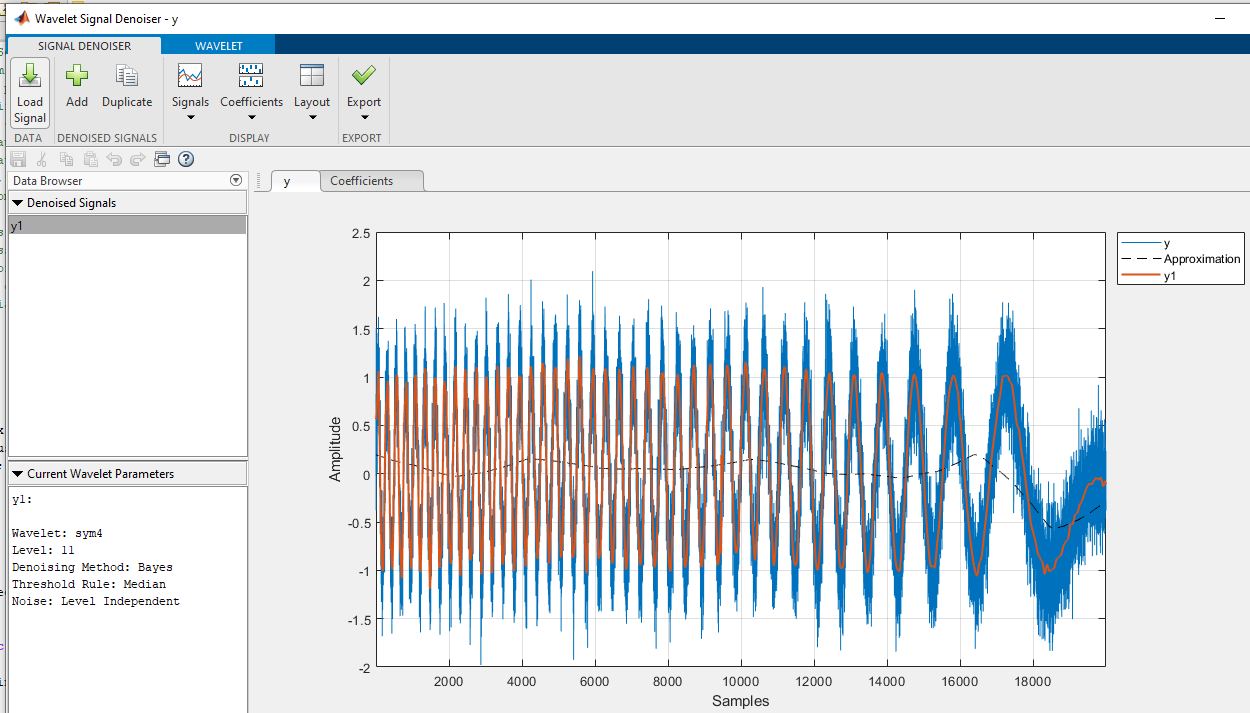 Wavelet Signal Denoiser - y
SIGNAL DENOISER
WAVELET
Load Signal
Add
Duplicate
Signals
Coefficients
Layout
Export
DATA
DENOISED SIGNALS
DISPLAY
EXPORT
Data Browser
Denoised Signals
y1
Current Wavelet Parameters
y1:
Wavelet: sym4
Level: 11
Denoising Method: Bayes
Threshold Rule: Median
Noise: Level Independent
y
Coefficients
2.5
2
1.5
1
0.5
0
-0.5
-1
-1.5
-2
Amplitude
2000
4000
6000
8000
10000
12000
14000
16000
18000
Samples
y
Approximation
y1